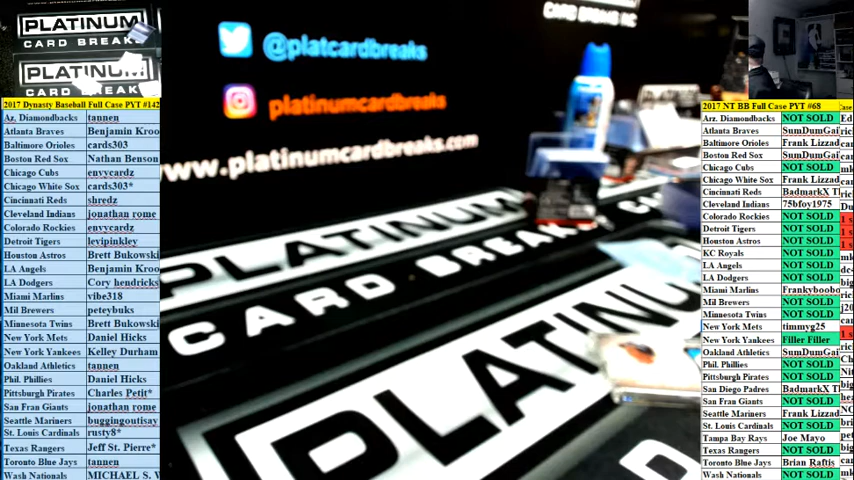 PLATINUM
CARD BREAKS
PLATINUM
CARD BREAKS
@platcardbreaks
platinumcardbreaks
www.platinumcardbreaks.com
CARD BREAKS
PLATINUM
CARD BREAKS
PLATINUM
2017 Dynasty Baseball Full Case PYT #142
Az. Diamondbacks tannen
Atlanta Braves Benjamin Kroo
Baltimore Orioles cards303
Boston Red Sox Nathan Benson
Chicago Cubs envycardz
Chicago White Sox cards303*
Cincinnati Reds shredz
Cleveland Indians jonathan rome
Colorado Rockies envycardz
Detroit Tigers levipinkley
Houston Astros Brett Bukowski
LA Angels Benjamin Kroo
LA Dodgers Cory hendricks
Miami Marlins vibe318
Mil Brewers peteybuks
Minnesota Twins Brett Bukowski
New York Mets Daniel Hicks
New York Yankees Kelley Durham
Oakland Athletics tannen
Phil. Phillies Daniel Hicks
Pittsburgh Pirates Charles Petit*
San Fran Giants jonathan rome
Seattle Mariners buggingoutisay
St. Louis Cardinals rusty8*
Texas Rangers Jeff St. Pierre*
Toronto Blue Jays tannen
Wash Nationals MICHAEL S. W
2017 NT BB Full Case PYT #68
Arz. Diamondbacks NOT SOLD
Atlanta Braves SumDumGai
Baltimore Orioles Frank Lizzad
Boston Red Sox SumDumGai
Chicago Cubs NOT SOLD
Chicago White Sox Frank Lizzad
Cincinnati Reds BadmarkX T
Cleveland Indians 75bfoy1975
Colorado Rockies NOT SOLD
Detroit Tigers NOT SOLD
Houston Astros NOT SOLD
KC Royals NOT SOLD
LA Angels NOT SOLD
LA Dodgers NOT SOLD
Miami Marlins Frankyboobo
Mil Brewers NOT SOLD
Minnesota Twins NOT SOLD
New York Mets timmyg25
New York Yankees Filler Filler
Oakland Athletics SumDumGai
Phil. Phillies NOT SOLD
Pittsburgh Pirates NOT SOLD
San Diego Padres BadmarkX T
San Fran Giants NOT SOLD
Seattle Mariners Frank Lizzad
St. Louis Cardinals NOT SOLD
Tampa Bay Rays Joe Mayo
Texas Rangers NOT SOLD
Toronto Blue Jays Brian Raftis
Wash Nationals NOT SOLD